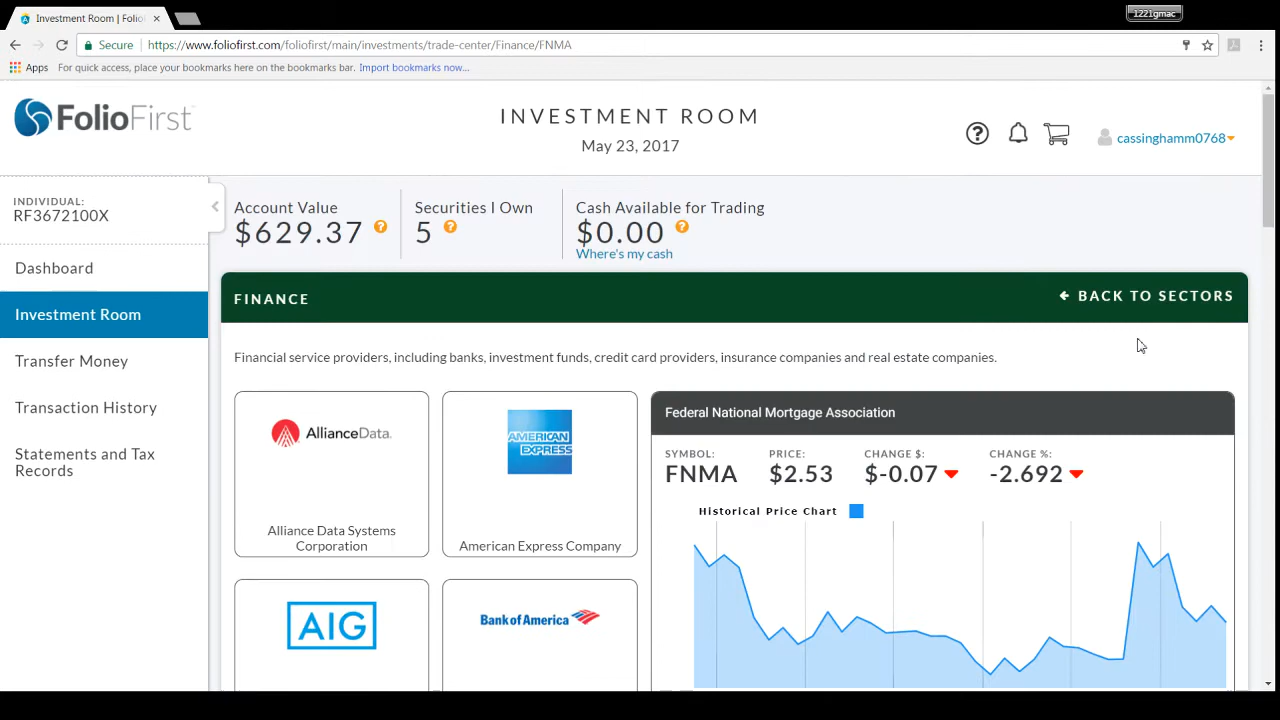 Investment Room | Folio
1221gmac
Secure
https://www.foliofirst.com/foliofirst/main/investments/trade-center/Finance/FNMA
Apps
For quick access, place your bookmarks here on the bookmarks bar. Import bookmarks now...
FolioFirst
INVESTMENT ROOM
May 23, 2017
cassinghamm0768
INDIVIDUAL:
RF3672100X
Dashboard
Investment Room
Transfer Money
Transaction History
Statements and Tax
Records
Account Value
$629.37
Securities I Own
5
Cash Available for Trading
$0.00
Where's my cash
FINANCE
BACK TO SECTORS
Financial service providers, including banks, investment funds, credit card providers, insurance companies and real estate companies.
AllianceData.
Alliance Data Systems
Corporation
AMERICAN
EXPRESS
American Express Company
AIG
Bank of America
Federal National Mortgage Association
SYMBOL:
FNMA
PRICE:
$2.53
CHANGE $:
$-0.07
CHANGE %:
-2.692
Historical Price Chart